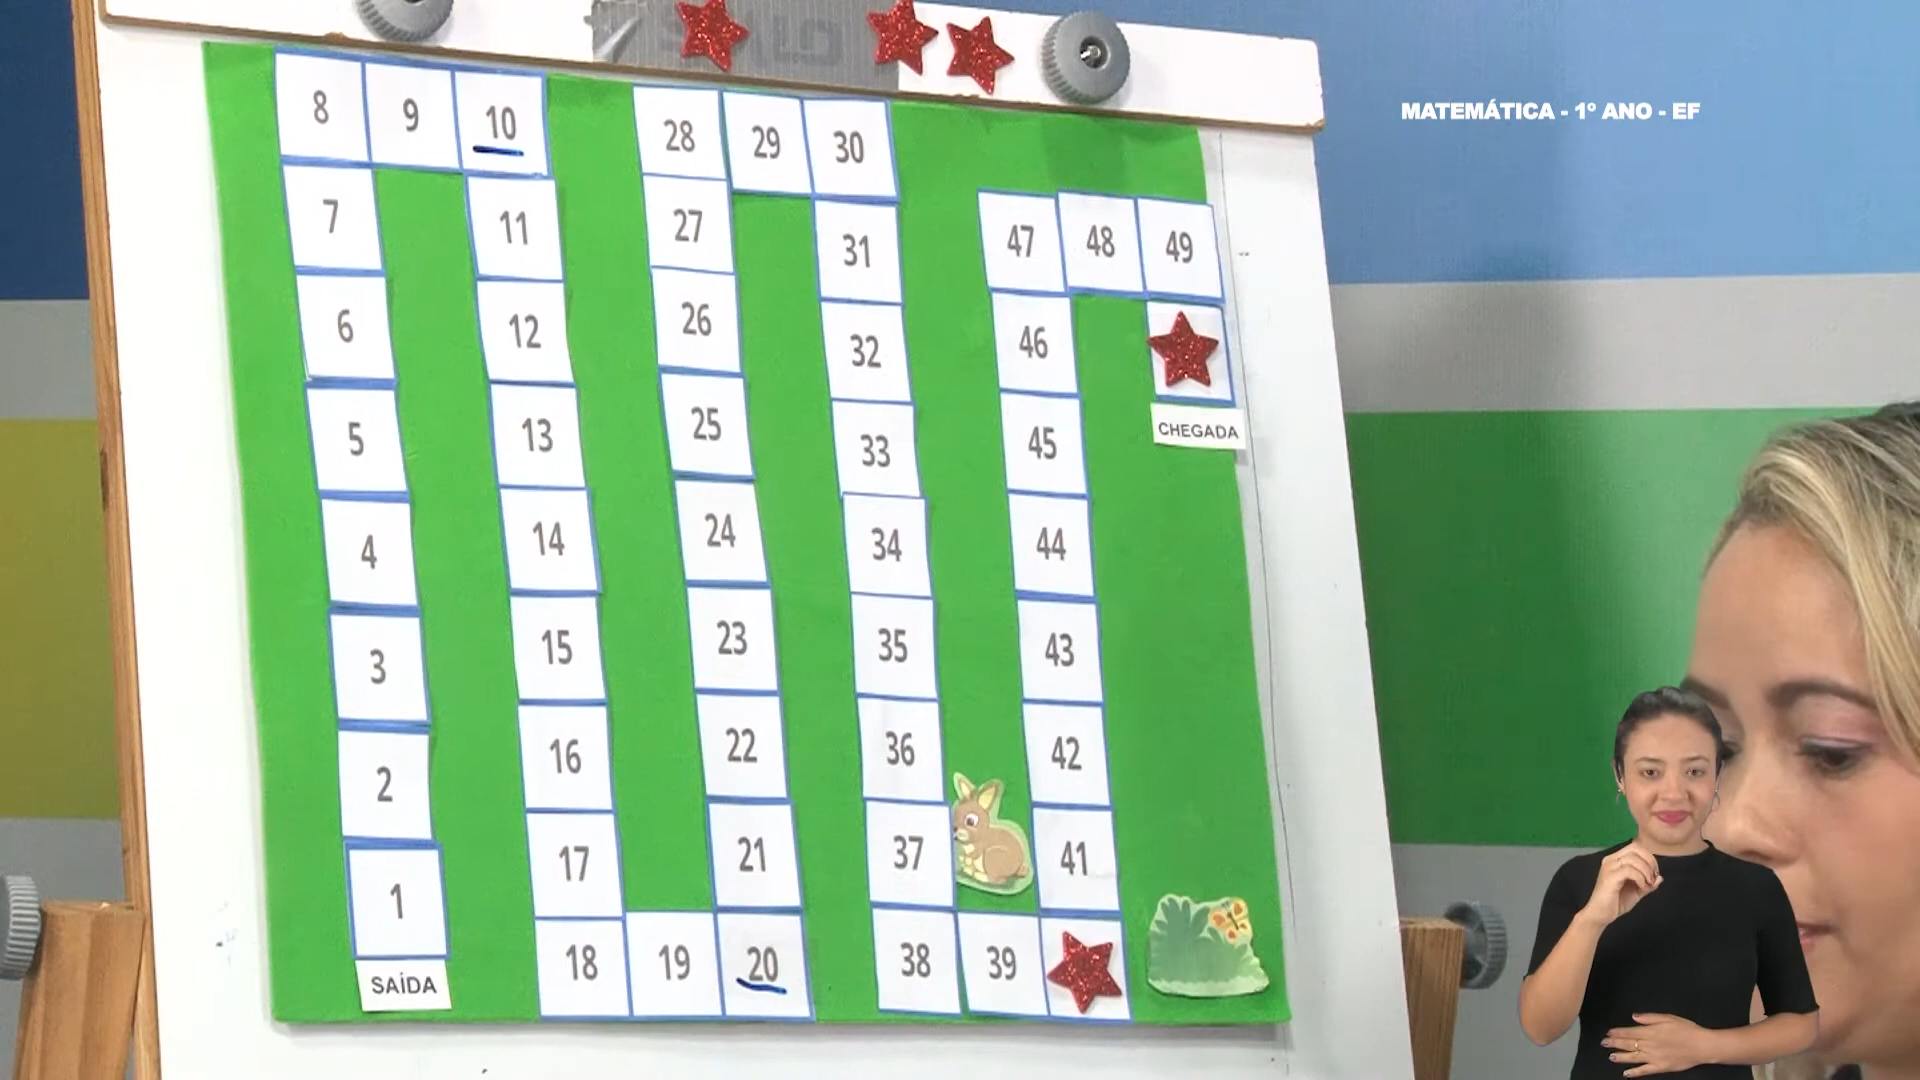 MATEMÁTICA - 1º ANO - EF
8 9 10 28 29 30
7 11 27 31 47 48 49
6 12 26 32 46
5 13 25 33 45 CHEGADA
4 14 24 34 44
3 15 23 35 43
2 16 22 36 42
1 17 21 37 41
SAÍDA 18 19 20 38 39